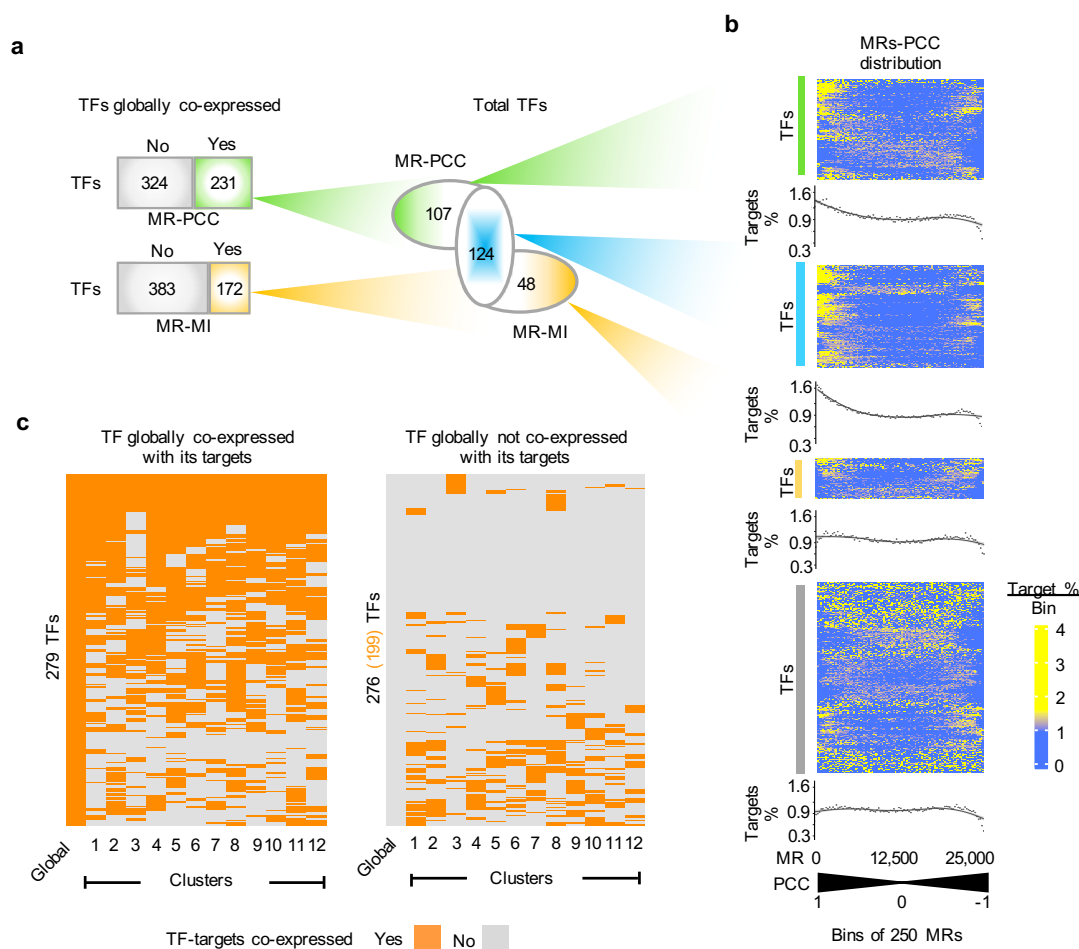 a
TFs globally co-expressed
No Yes
TFs 324 231
MR-PCC
No Yes
TFs 383 172
MR-MI
Total TFs
MR-PCC
107
124
48
MR-MI
b
MRs-PCC
distribution
TFs
1.6
0.9
0.3
Targets
%
TFs
1.6
0.9
0.3
Targets
%
TFs
1.6
0.9
0.3
Targets
%
TFs
1.6
0.9
0.3
Targets
%
MR 0 12,500 25,000
PCC
1 0 -1
Bins of 250 MRs
Target %
Bin
4
3
2
1
0
c
TF globally co-expressed
with its targets
279 TFs
Global 1 2 3 4 5 6 7 8 9 10 11 12
Clusters
TF globally not co-expressed
with its targets
276 (199) TFs
Global 1 2 3 4 5 6 7 8 9 10 11 12
Clusters
TF-targets co-expressed Yes No